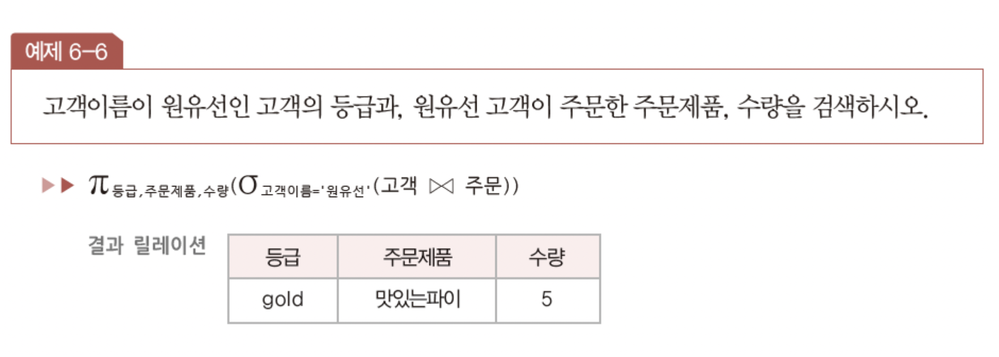 예제 6-6
고객이름이 원유선인 고객의 등급과, 원유선 고객이 주문한 주문제품, 수량을 검색하시오.
▶▶ π등급,주문제품,수량(σ고객이름='원유선'(고객 ⋈ 주문))
결과 릴레이션
등급 주문제품 수량
gold 맛있는파이 5